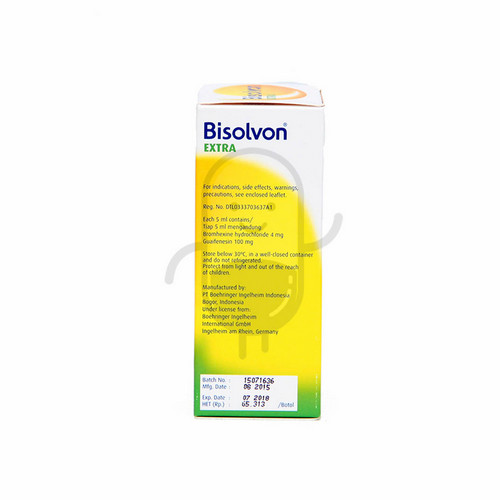 Bisolvon®
EXTRA
For indications, side effects, warnings,
precautions, see enclosed leaflet.
Reg. No. DTL0333703637A1
Each 5 ml contains/
Tiap 5 ml mengandung:
Bromhexine hydrochloride 4 mg
Guaifenesin 100 mg
Store below 30°C, in a well-closed container
and do not refrigerated.
Protect from light and out of the reach
of children.
Manufactured by:
PT Boehringer Ingelheim Indonesia
Bogor, Indonesia
Under license from:
Boehringer Ingelheim
International GmbH
Ingelheim am Rhein, Germany
Batch No. : 15071636
Mfg. Date : 08 2015
Exp. Date : 07 2018
HET (Rp.) : 65.313 /Botol